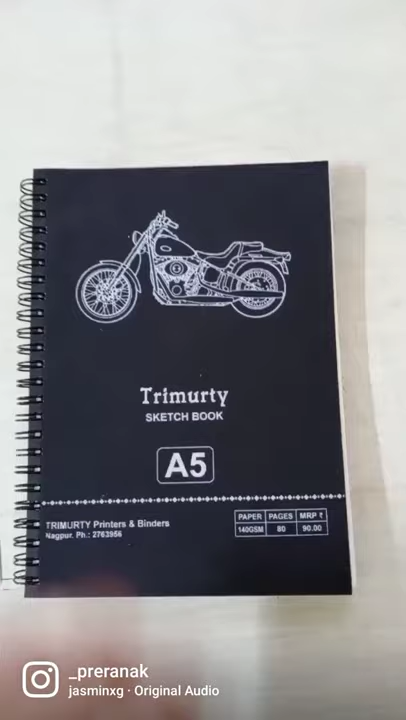 Trimurty
SKETCH BOOK
A5
TRIMURTY Printers & Binders
Nagpur. Ph.: 2763956
PAPER PAGES MRP ₹
140GSM 80 90.00
_preranak
jasminxg · Original Audio